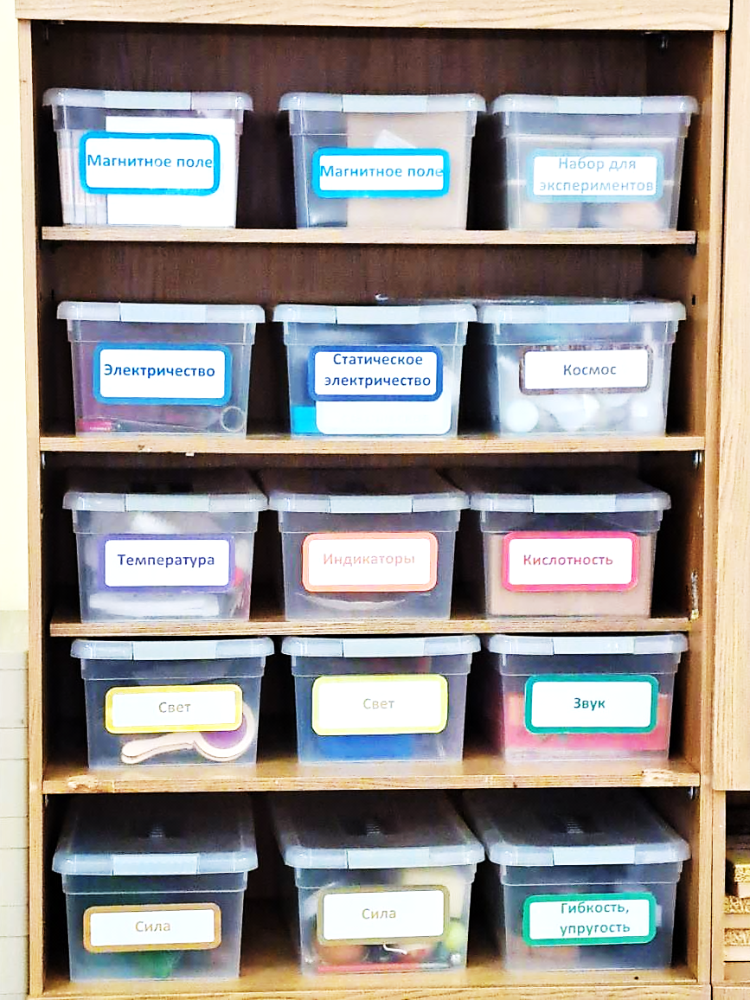 Магнитное поле
Магнитное поле
Набор для
экспериментов
Электричество
Статическое
электричество
Космос
Температура
Индикаторы
Кислотность
Свет
Свет
Звук
Сила
Сила
Гибкость,
упругость